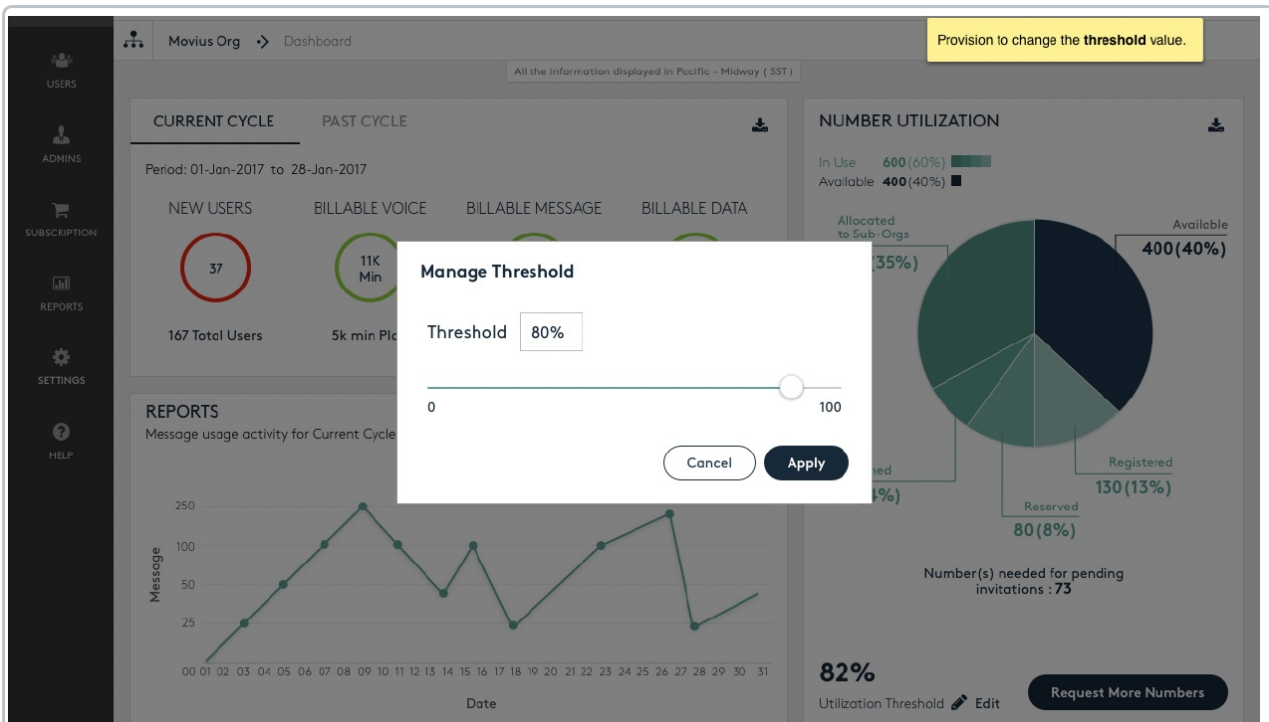 Movius Org Dashboard
Provision to change the threshold value.
All the information displayed in Pacific - Midway ( SST )
USERS
ADMINS
SUBSCRIPTION
REPORTS
SETTINGS
HELP
CURRENT CYCLE PAST CYCLE
Period: 01-Jan-2017 to 28-Jan-2017
NEW USERS BILLABLE VOICE BILLABLE MESSAGE BILLABLE DATA
37
11K
Min
167 Total Users 5k min
Manage Threshold
Threshold 80%
0 100
Cancel Apply
REPORTS
Message usage activity for Current Cycle
250
100
50
25
Message
00 01 02 03 04 05 06 07 08 09 10 11 12 13 14 15 16 17 18 19 20 21 22 23 24 25 26 27 28 29 30 31
Date
NUMBER UTILIZATION
In Use 600(60%)
Available 400(40%)
Allocated
to Sub-Orgs
35%)
Available
400(40%)
Registered
130(13%)
Reserved
80(8%)
Number(s) needed for pending
invitations : 73
82%
Utilization Threshold Edit
Request More Numbers